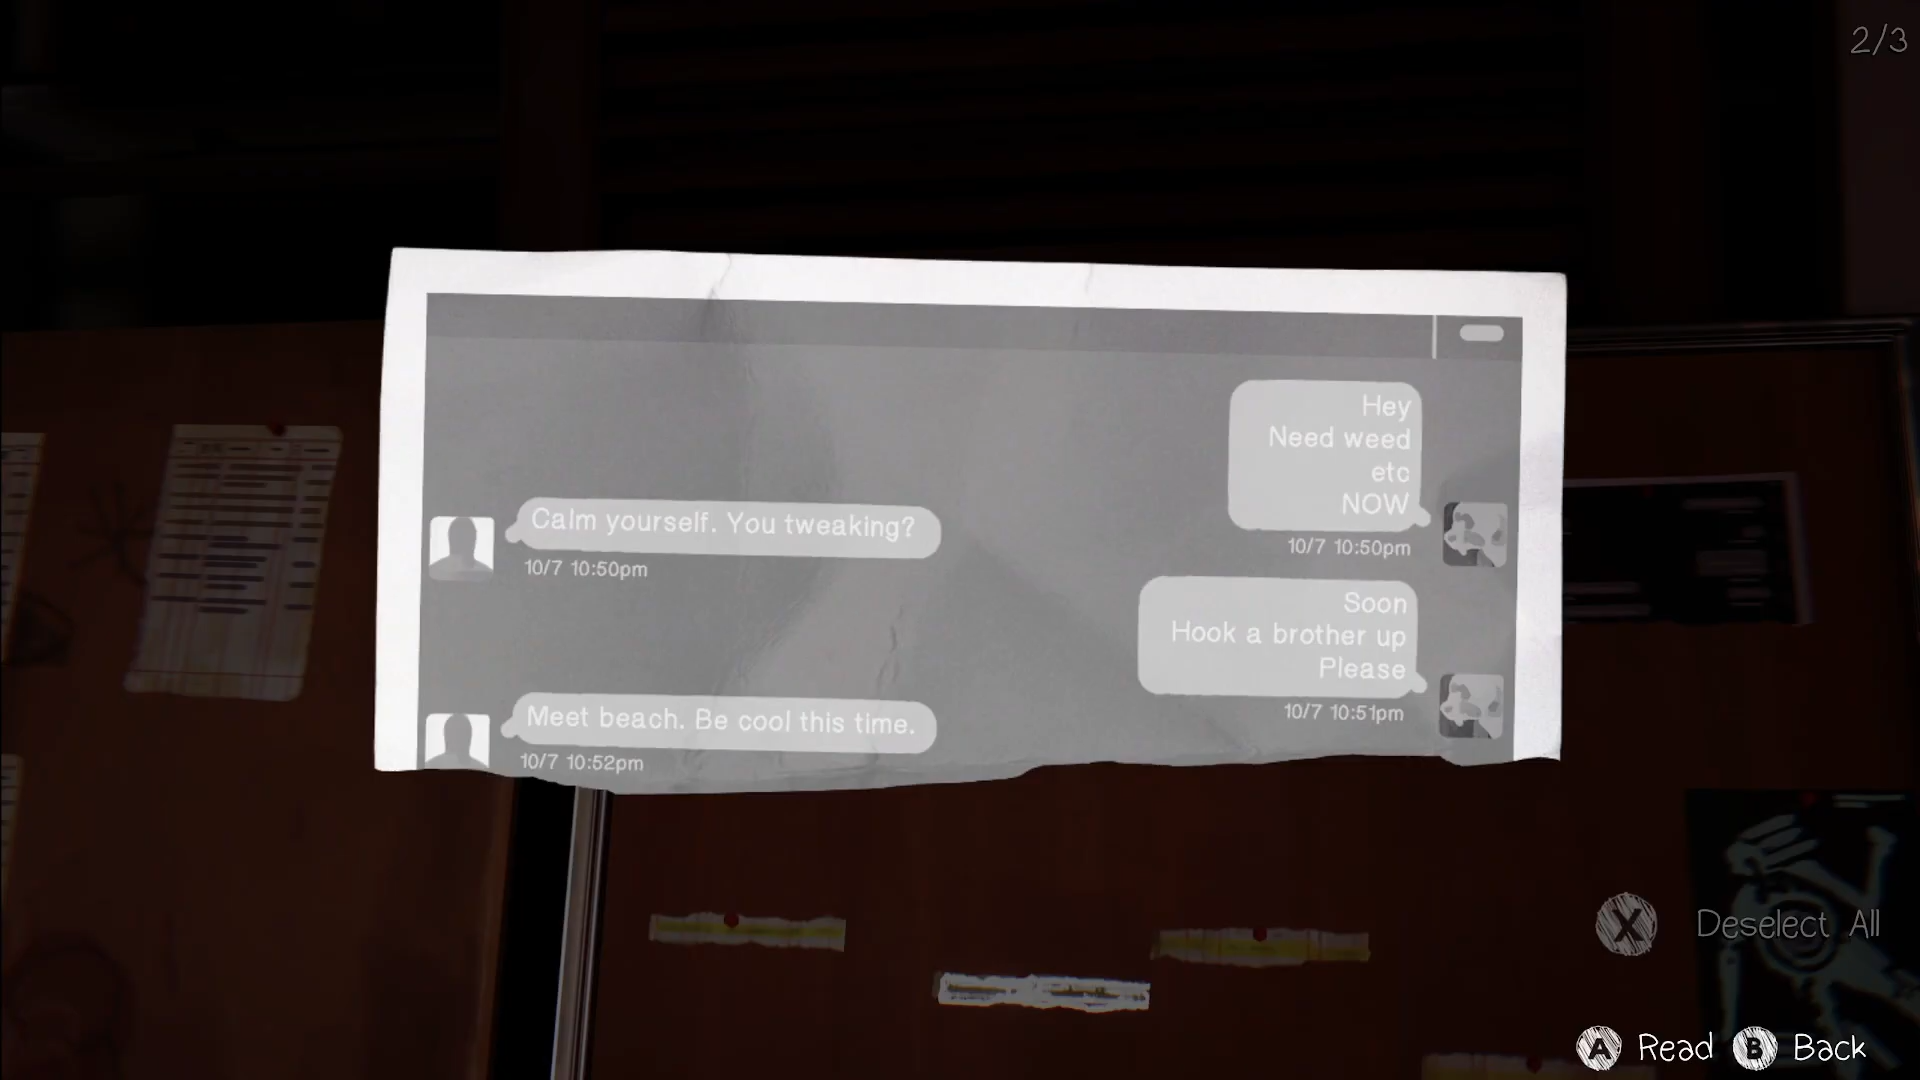 2/3
Hey
Need weed
etc
NOW
10/7 10:50pm
Calm yourself. You tweaking?
10/7 10:50pm
Soon
Hook a brother up
Please
10/7 10:51pm
Meet beach. Be cool this time.
10/7 10:52pm
X Deselect All
A Read B Back